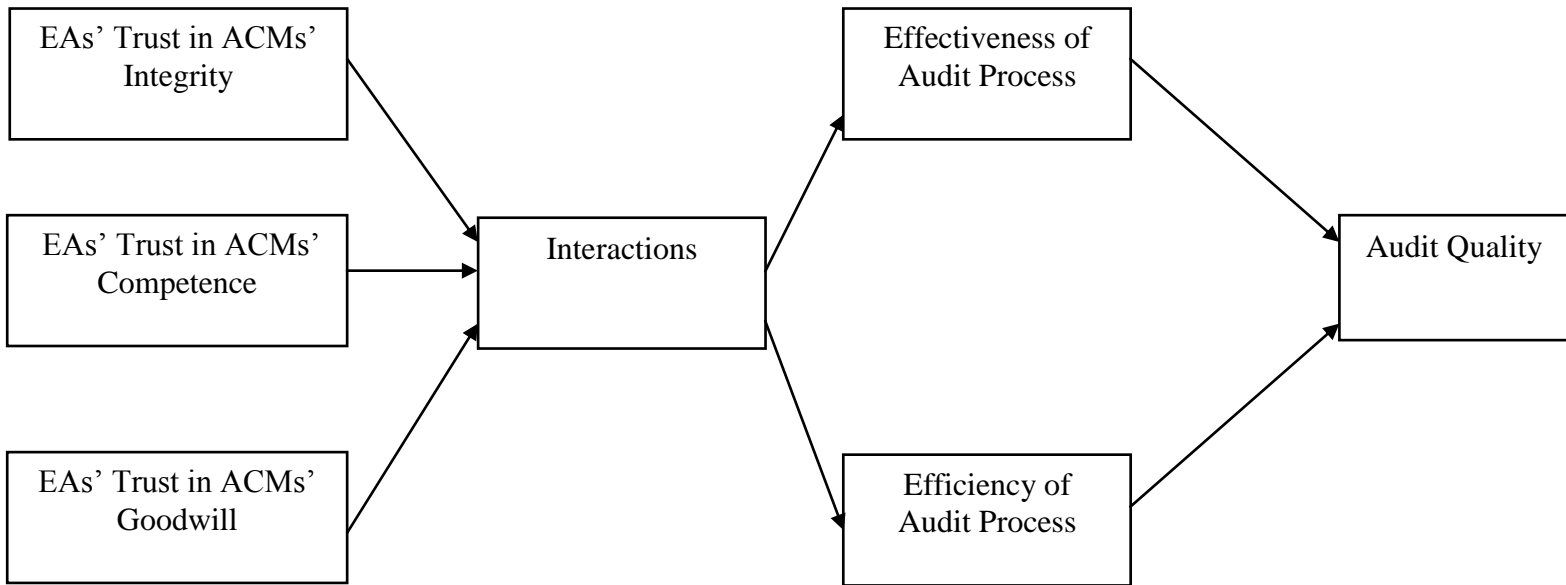 EAs’ Trust in ACMs’
Integrity
EAs’ Trust in ACMs’
Competence
EAs’ Trust in ACMs’
Goodwill
Interactions
Effectiveness of
Audit Process
Efficiency of
Audit Process
Audit Quality